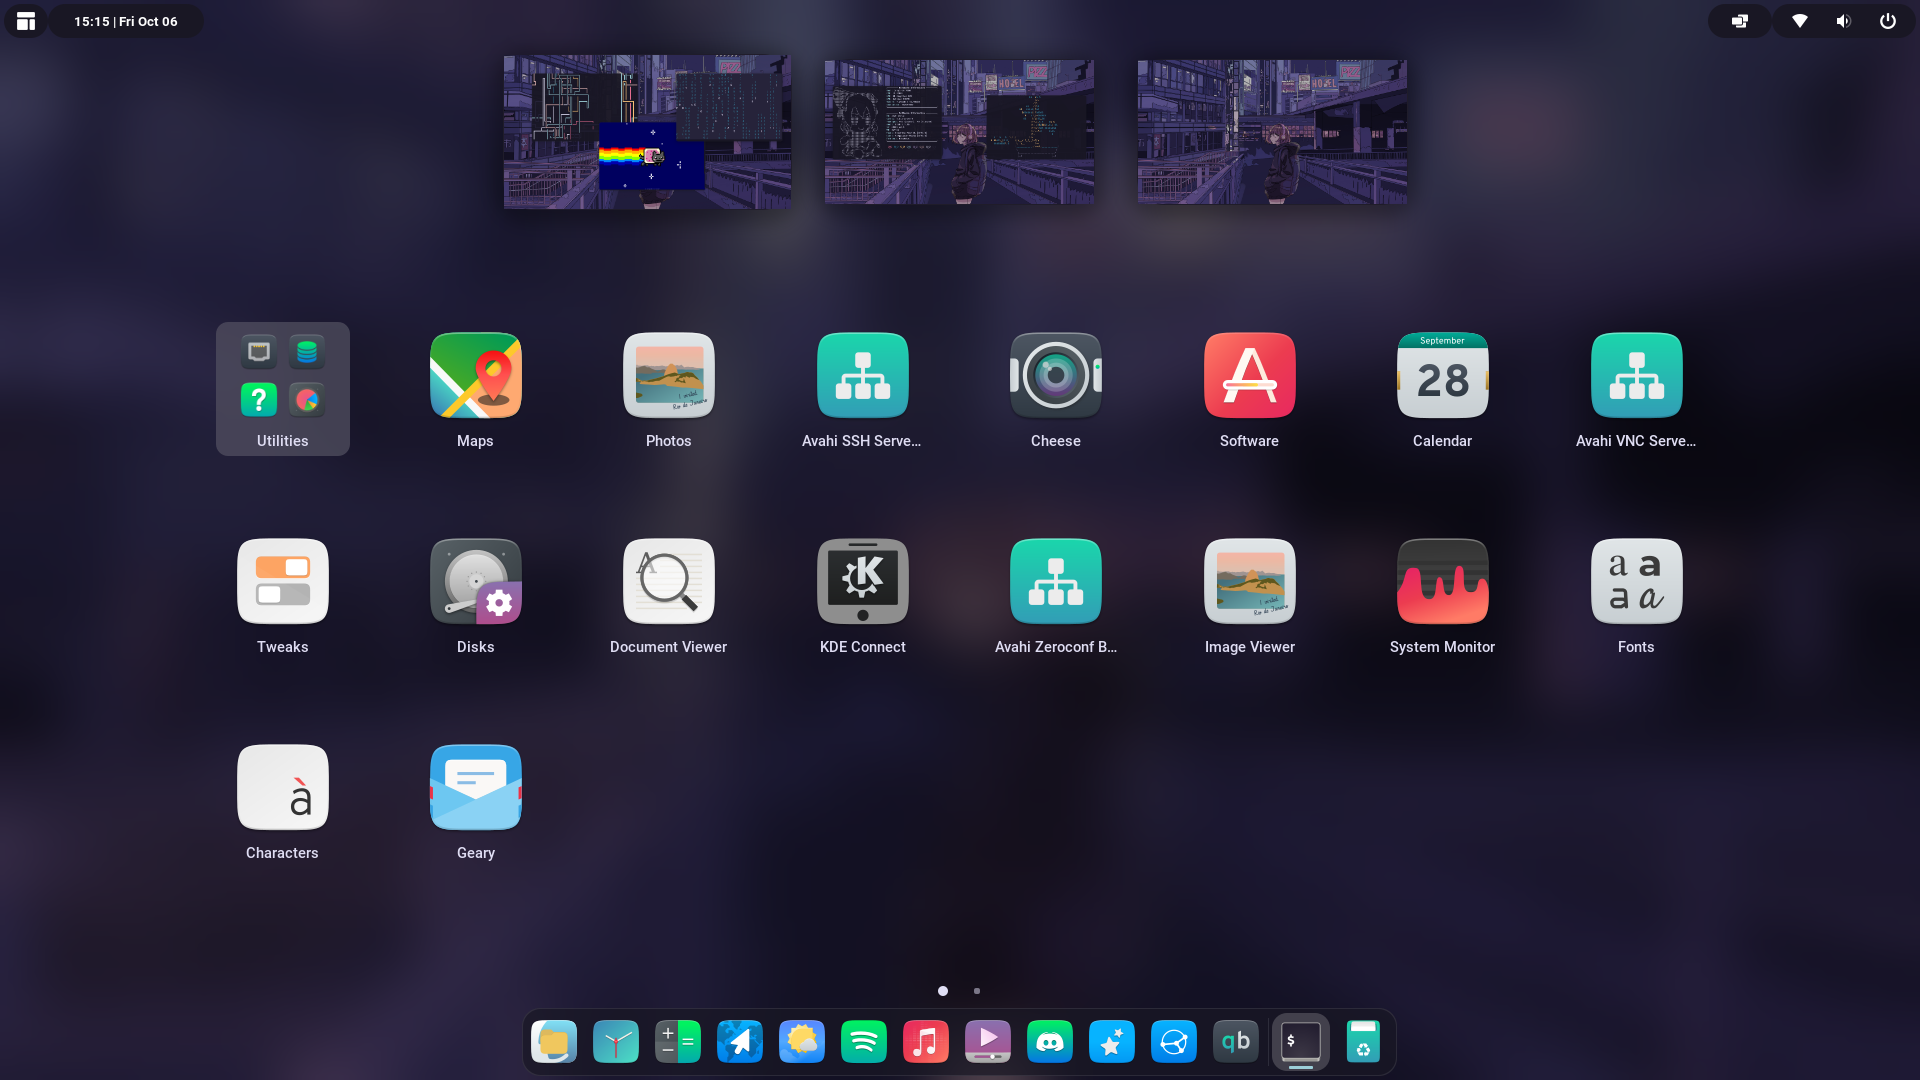 15:15 | Fri Oct 06
HOTEL
Utilities
Maps
Photos
Avahi SSH Serve...
Cheese
Software
September
28
Calendar
Avahi VNC Serve...
Tweaks
Disks
Document Viewer
KDE Connect
Avahi Zeroconf B...
Image Viewer
System Monitor
a a
a a
Fonts
à
Characters
Geary
qb
$